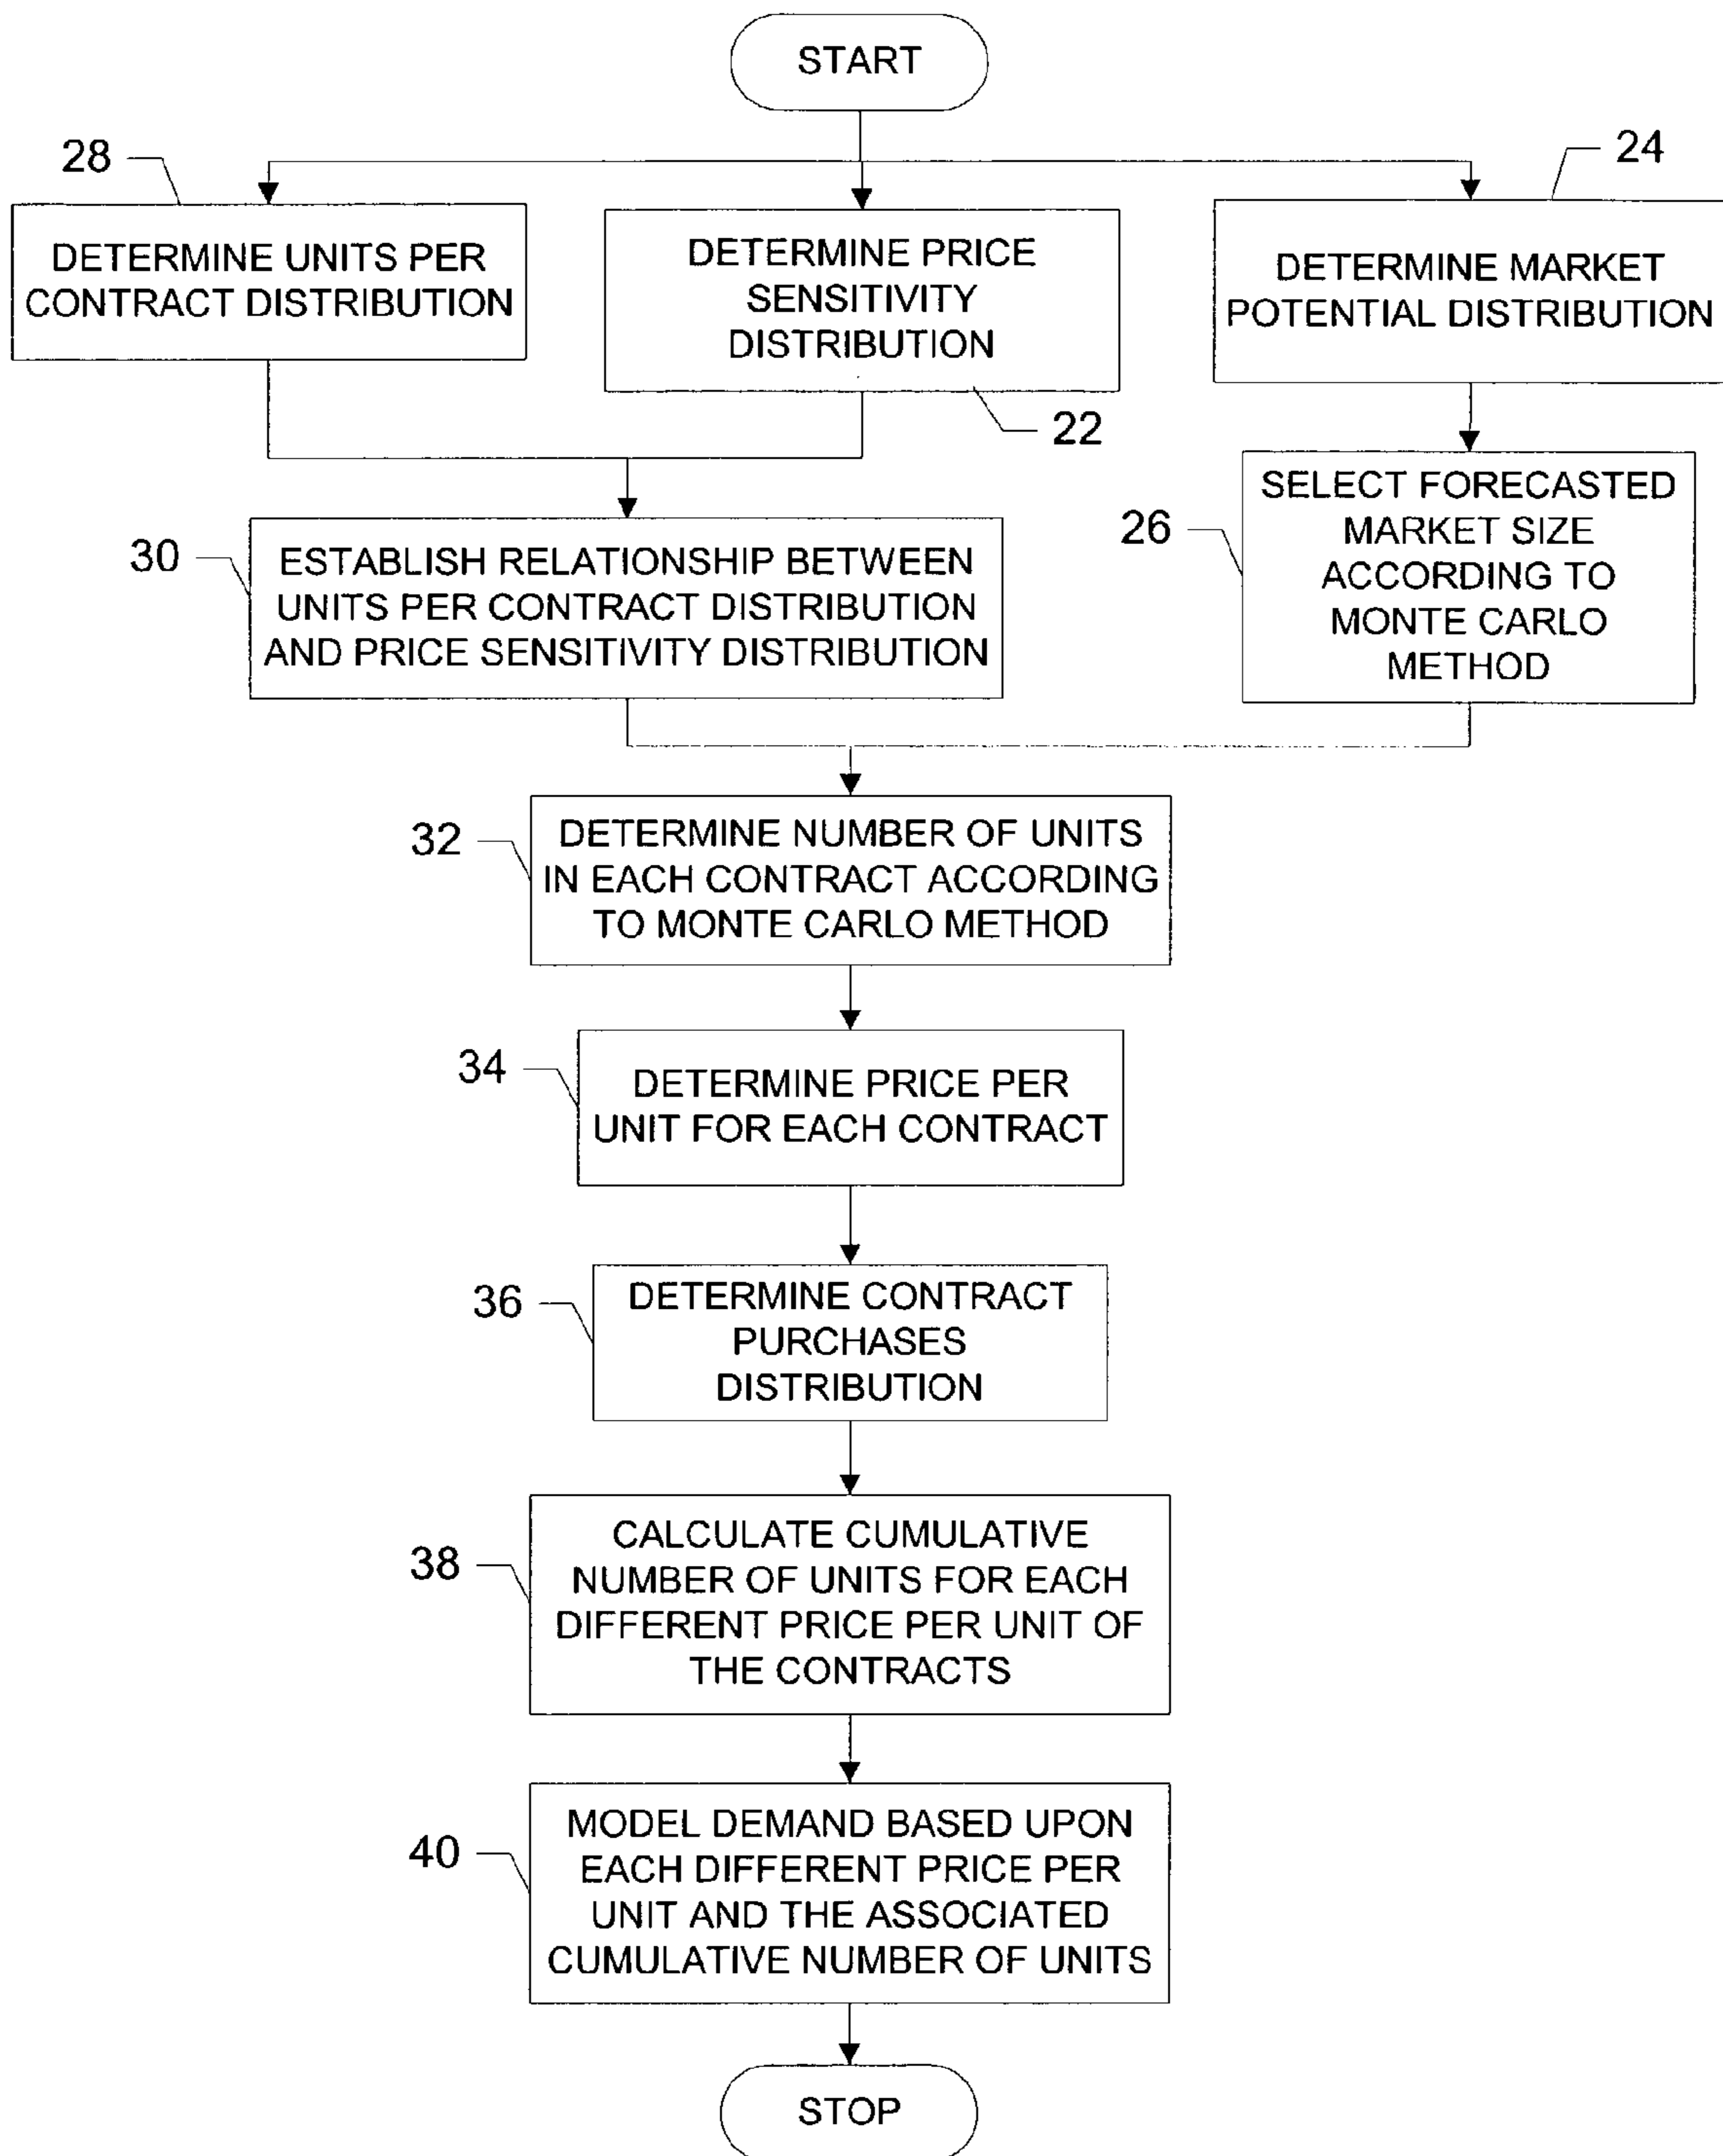 START
28
24
DETERMINE UNITS PER
CONTRACT DISTRIBUTION
DETERMINE PRICE
SENSITIVITY
DISTRIBUTION
22
DETERMINE MARKET
POTENTIAL DISTRIBUTION
30
ESTABLISH RELATIONSHIP BETWEEN
UNITS PER CONTRACT DISTRIBUTION
AND PRICE SENSITIVITY DISTRIBUTION
26
SELECT FORECASTED
MARKET SIZE
ACCORDING TO
MONTE CARLO
METHOD
32
DETERMINE NUMBER OF UNITS
IN EACH CONTRACT ACCORDING
TO MONTE CARLO METHOD
34
DETERMINE PRICE PER
UNIT FOR EACH CONTRACT
36
DETERMINE CONTRACT
PURCHASES
DISTRIBUTION
38
CALCULATE CUMULATIVE
NUMBER OF UNITS FOR EACH
DIFFERENT PRICE PER UNIT OF
THE CONTRACTS
40
MODEL DEMAND BASED UPON
EACH DIFFERENT PRICE PER
UNIT AND THE ASSOCIATED
CUMULATIVE NUMBER OF UNITS
STOP